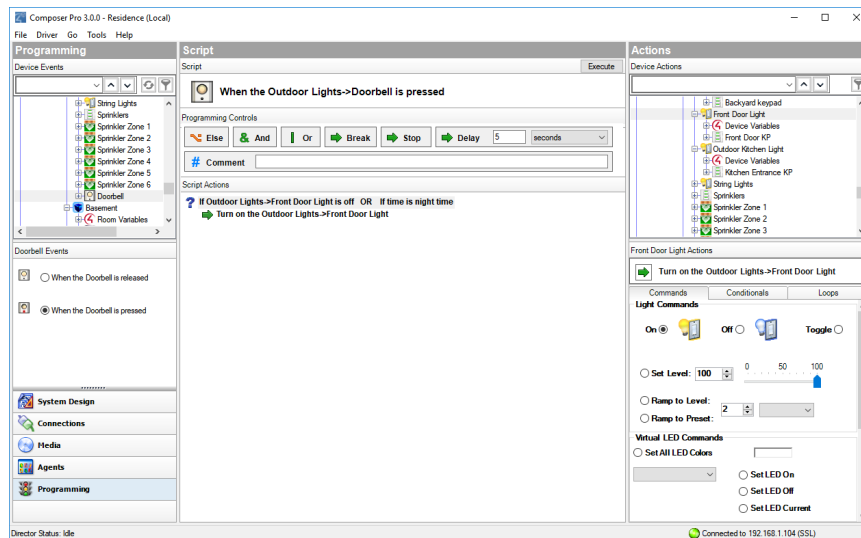 Composer Pro 3.0.0 - Residence (Local)
File Driver Go Tools Help
Programming
Device Events
String Lights
Sprinklers
Sprinkler Zone 1
Sprinkler Zone 2
Sprinkler Zone 3
Sprinkler Zone 4
Sprinkler Zone 5
Sprinkler Zone 6
Doorbell
Basement
Room Variables
Doorbell Events
When the Doorbell is released
When the Doorbell is pressed
System Design
Connections
Media
Agents
Programming
Script
Script Execute
When the Outdoor Lights->Doorbell is pressed
Programming Controls
Else & And Or Break Stop Delay 5 seconds
# Comment
Script Actions
? If Outdoor Lights->Front Door Light is off OR If time is night time
Turn on the Outdoor Lights->Front Door Light
Actions
Device Actions
Backyard keypad
Front Door Light
Device Variables
Front Door KP
Outdoor Kitchen Light
Device Variables
Kitchen Entrance KP
String Lights
Sprinklers
Sprinkler Zone 1
Sprinkler Zone 2
Sprinkler Zone 3
Front Door Light Actions
Turn on the Outdoor Lights->Front Door Light
Commands Conditionals Loops
Light Commands
On Off Toggle
Set Level: 100 0 50 100
Ramp to Level:
2
Ramp to Preset:
Virtual LED Commands
Set All LED Colors
Set LED On
Set LED Off
Set LED Current
Director Status: Idle
Connected to 192.168.1.104 (SSL)